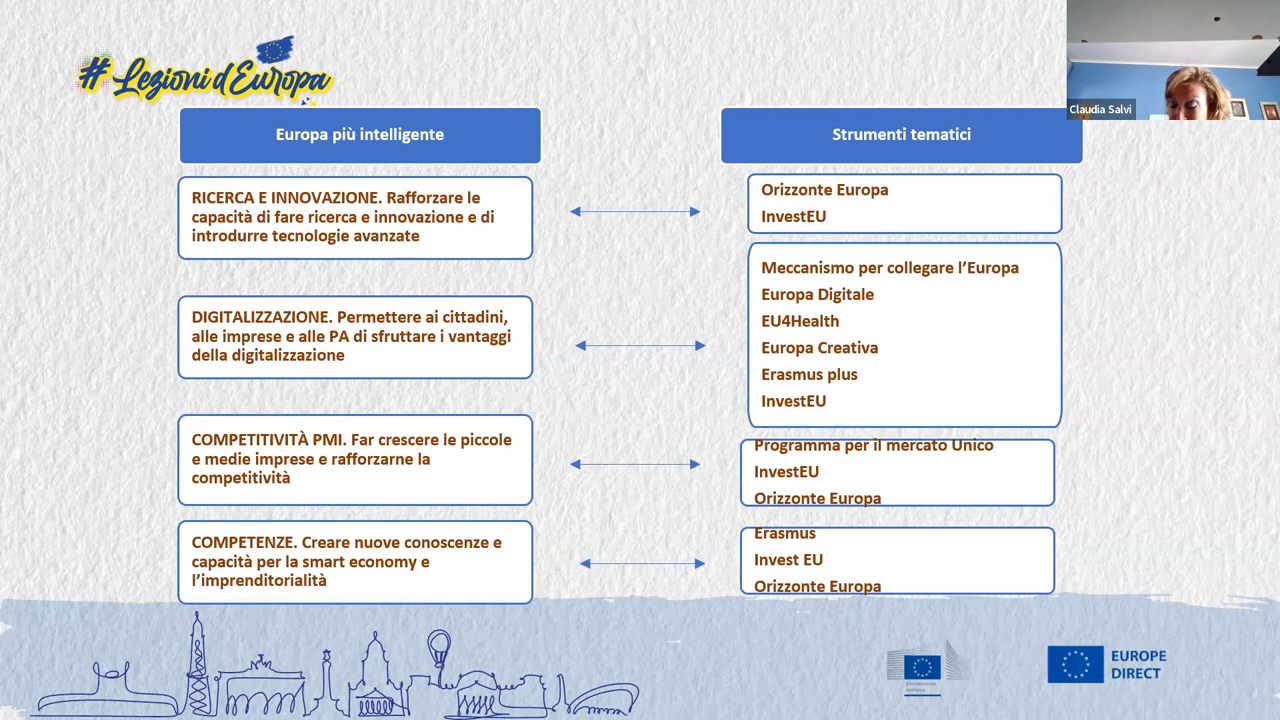 #Lezioni d'Europa
Claudia Salvi
Europa più intelligente
Strumenti tematici
RICERCA E INNOVAZIONE. Rafforzare le
capacità di fare ricerca e innovazione e di
introdurre tecnologie avanzate
Orizzonte Europa
InvestEU
DIGITALIZZAZIONE. Permettere ai cittadini,
alle imprese e alle PA di sfruttare i vantaggi
della digitalizzazione
Meccanismo per collegare l’Europa
Europa Digitale
EU4Health
Europa Creativa
Erasmus plus
InvestEU
COMPETITIVITÀ PMI. Far crescere le piccole
e medie imprese e rafforzarne la
competitività
Programma per il mercato Unico
InvestEU
Orizzonte Europa
COMPETENZE. Creare nuove conoscenze e
capacità per la smart economy e
l’imprenditorialità
Erasmus
Invest EU
Orizzonte Europa
EUROPE
DIRECT